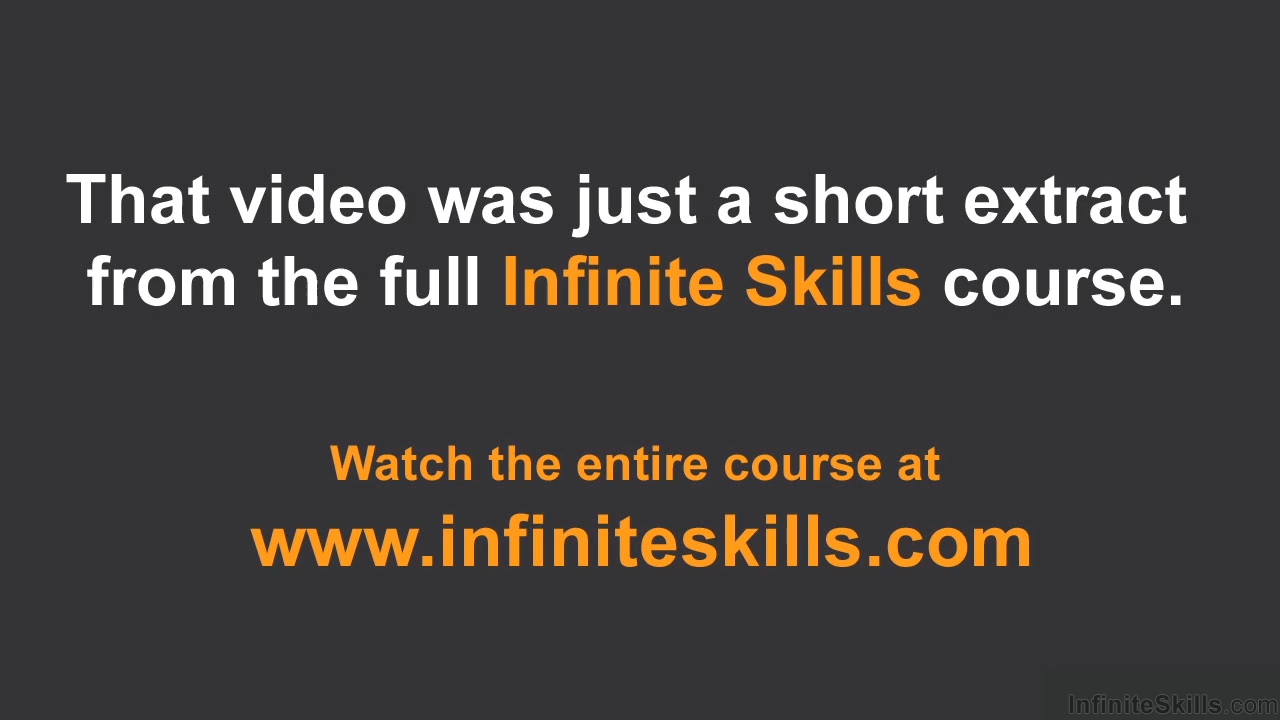 That video was just a short extract
from the full Infinite Skills course.
Watch the entire course at
www.infiniteskills.com
InfiniteSkills.com